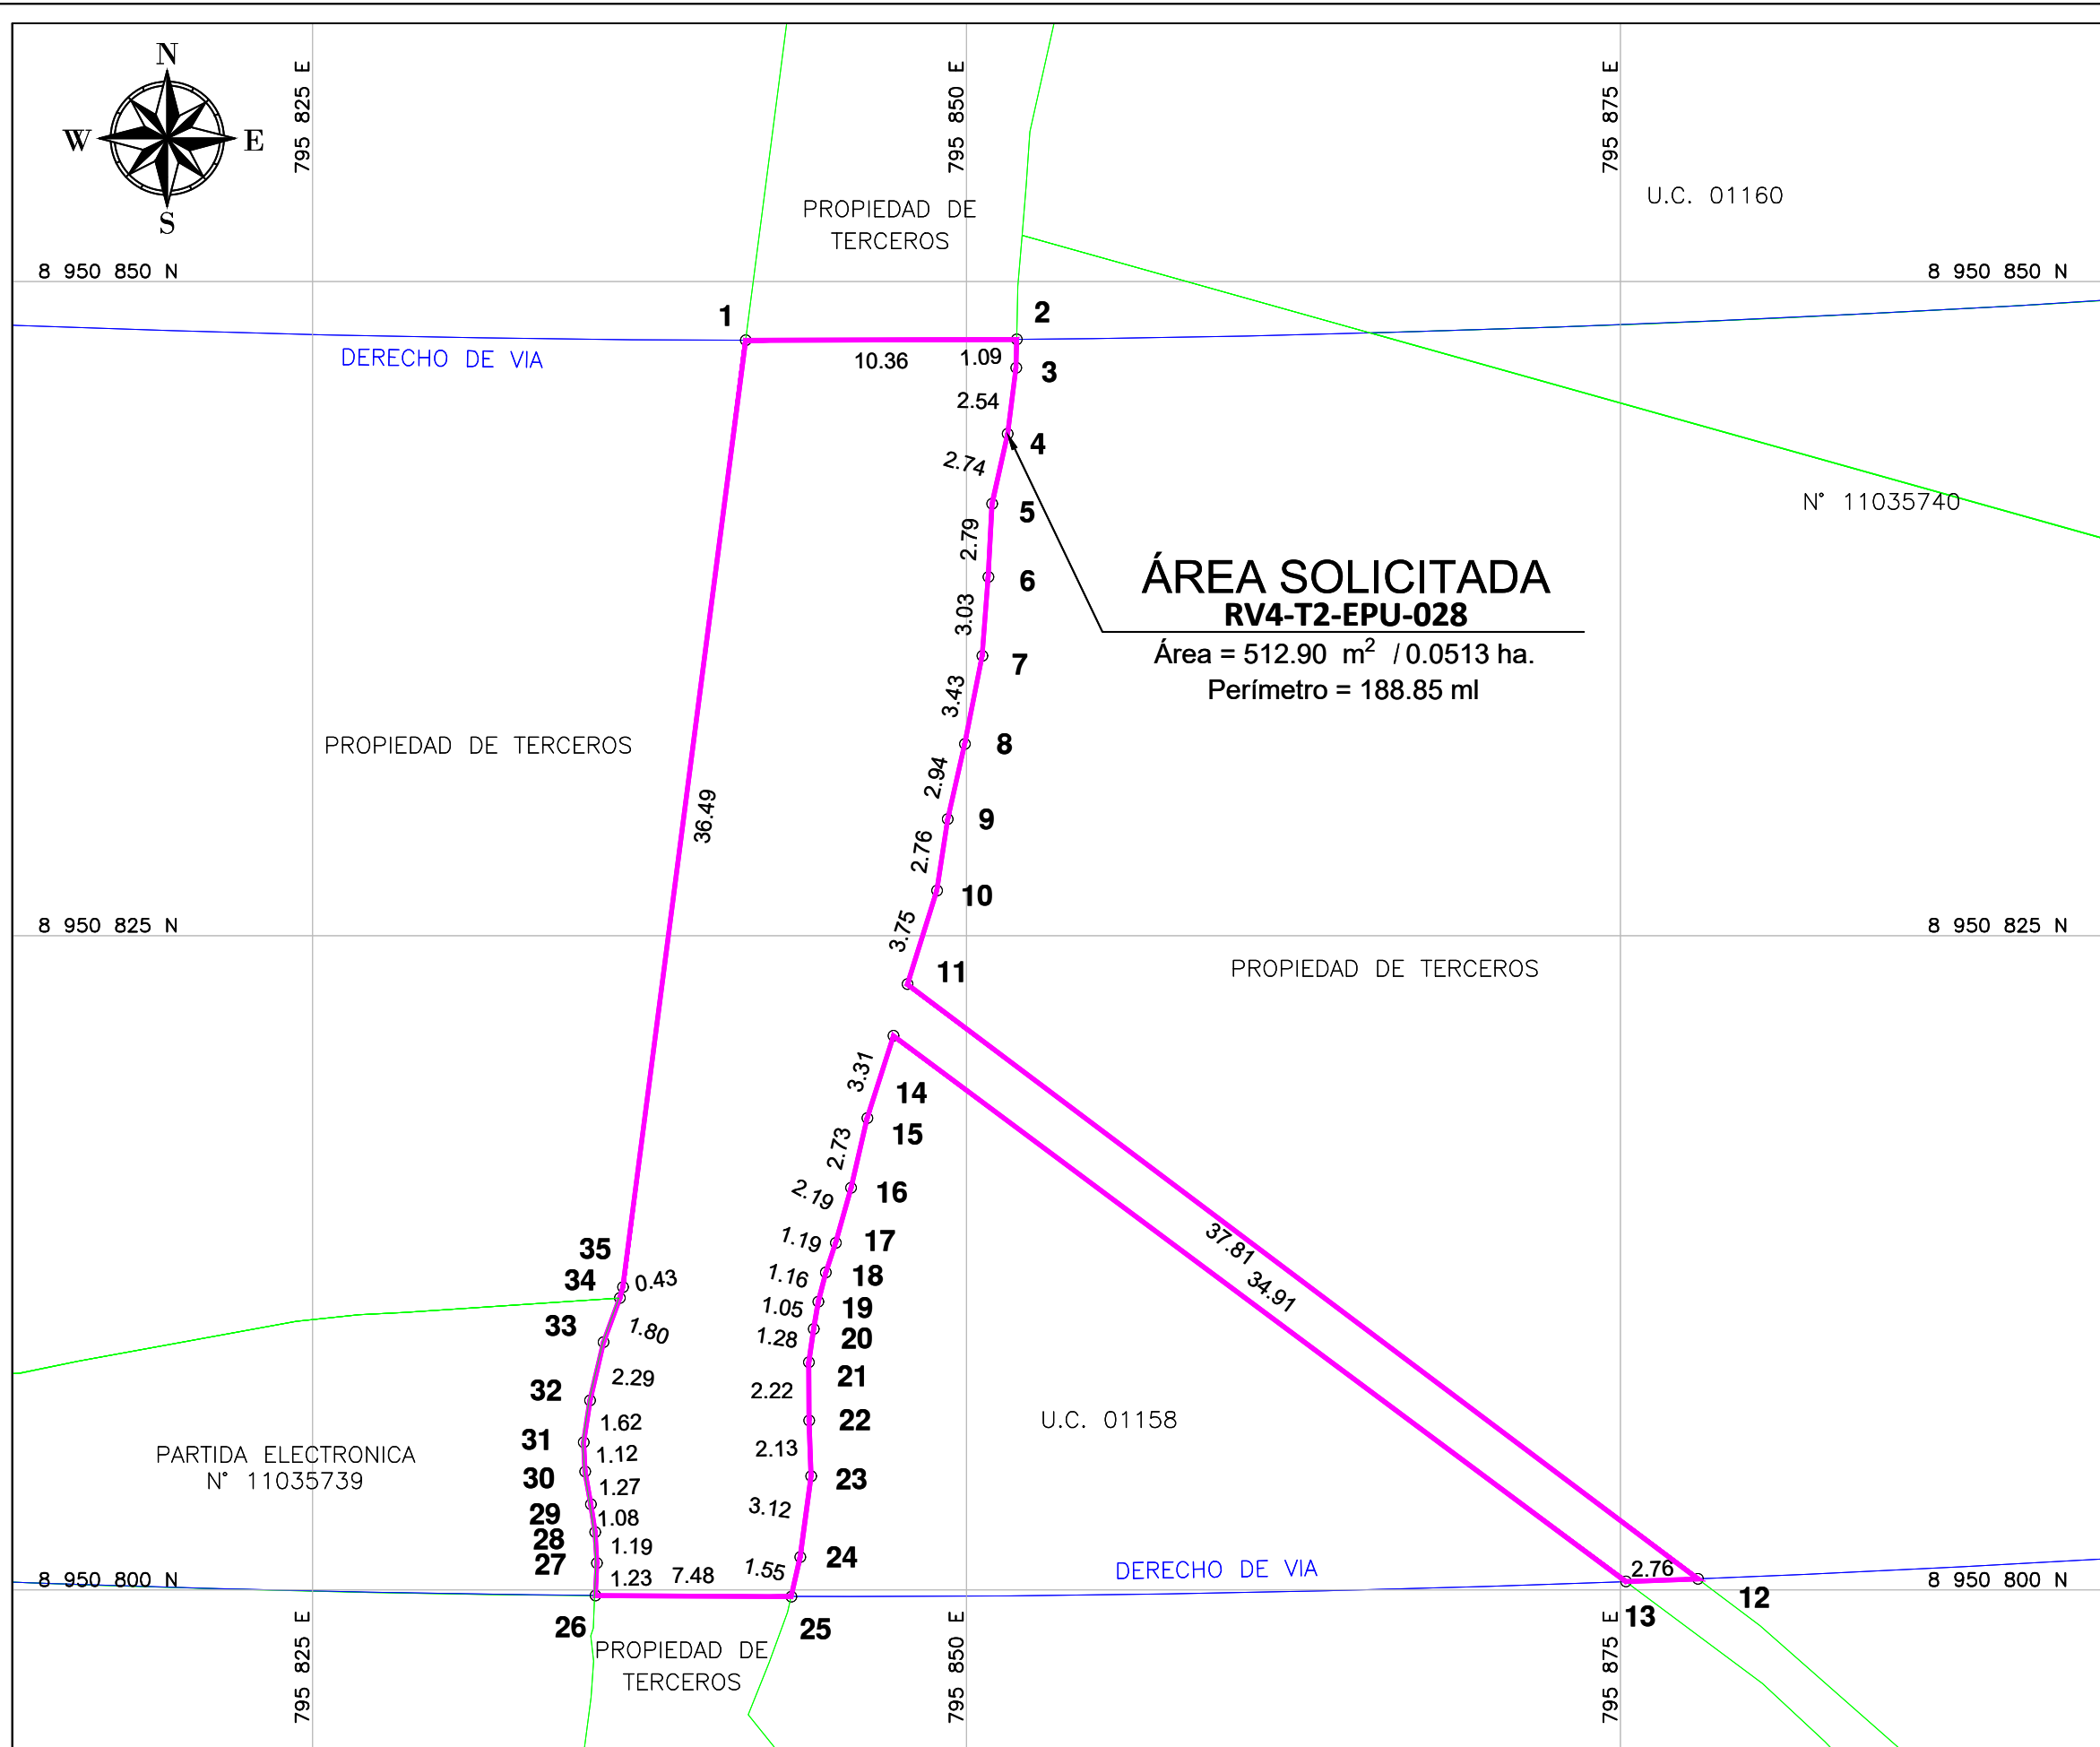 N
W E
S
795 825 E
795 850 E
795 875 E
U.C. 01160
PROPIEDAD DE
TERCEROS
8 950 850 N
8 950 850 N
1
2
DERECHO DE VIA
10.36
1.09
3
2.54
4
2.74
N° 11035740
5
2.79
6
ÁREA SOLICITADA
RV4-T2-EPU-028
Área = 512.90 m² / 0.0513 ha.
Perímetro = 188.85 ml
3.03
7
3.43
PROPIEDAD DE TERCEROS
8
2.94
36.49
9
2.76
10
8 950 825 N
3.75
8 950 825 N
11
PROPIEDAD DE TERCEROS
3.31
14
15
2.73
2.19
16
37.81
34.91
1.19
17
35
34
0.43
1.16
18
1.05
19
33
1.80
1.28
20
2.29
21
32
2.22
1.62
22
U.C. 01158
31
1.12
2.13
PARTIDA ELECTRONICA
N° 11035739
30
1.27
23
29
1.08
3.12
28
1.19
24
27
1.23
7.48
1.55
DERECHO DE VIA
2.76
8 950 800 N
8 950 800 N
12
13
26
25
PROPIEDAD DE
TERCEROS
795 825 E
795 850 E
795 875 E